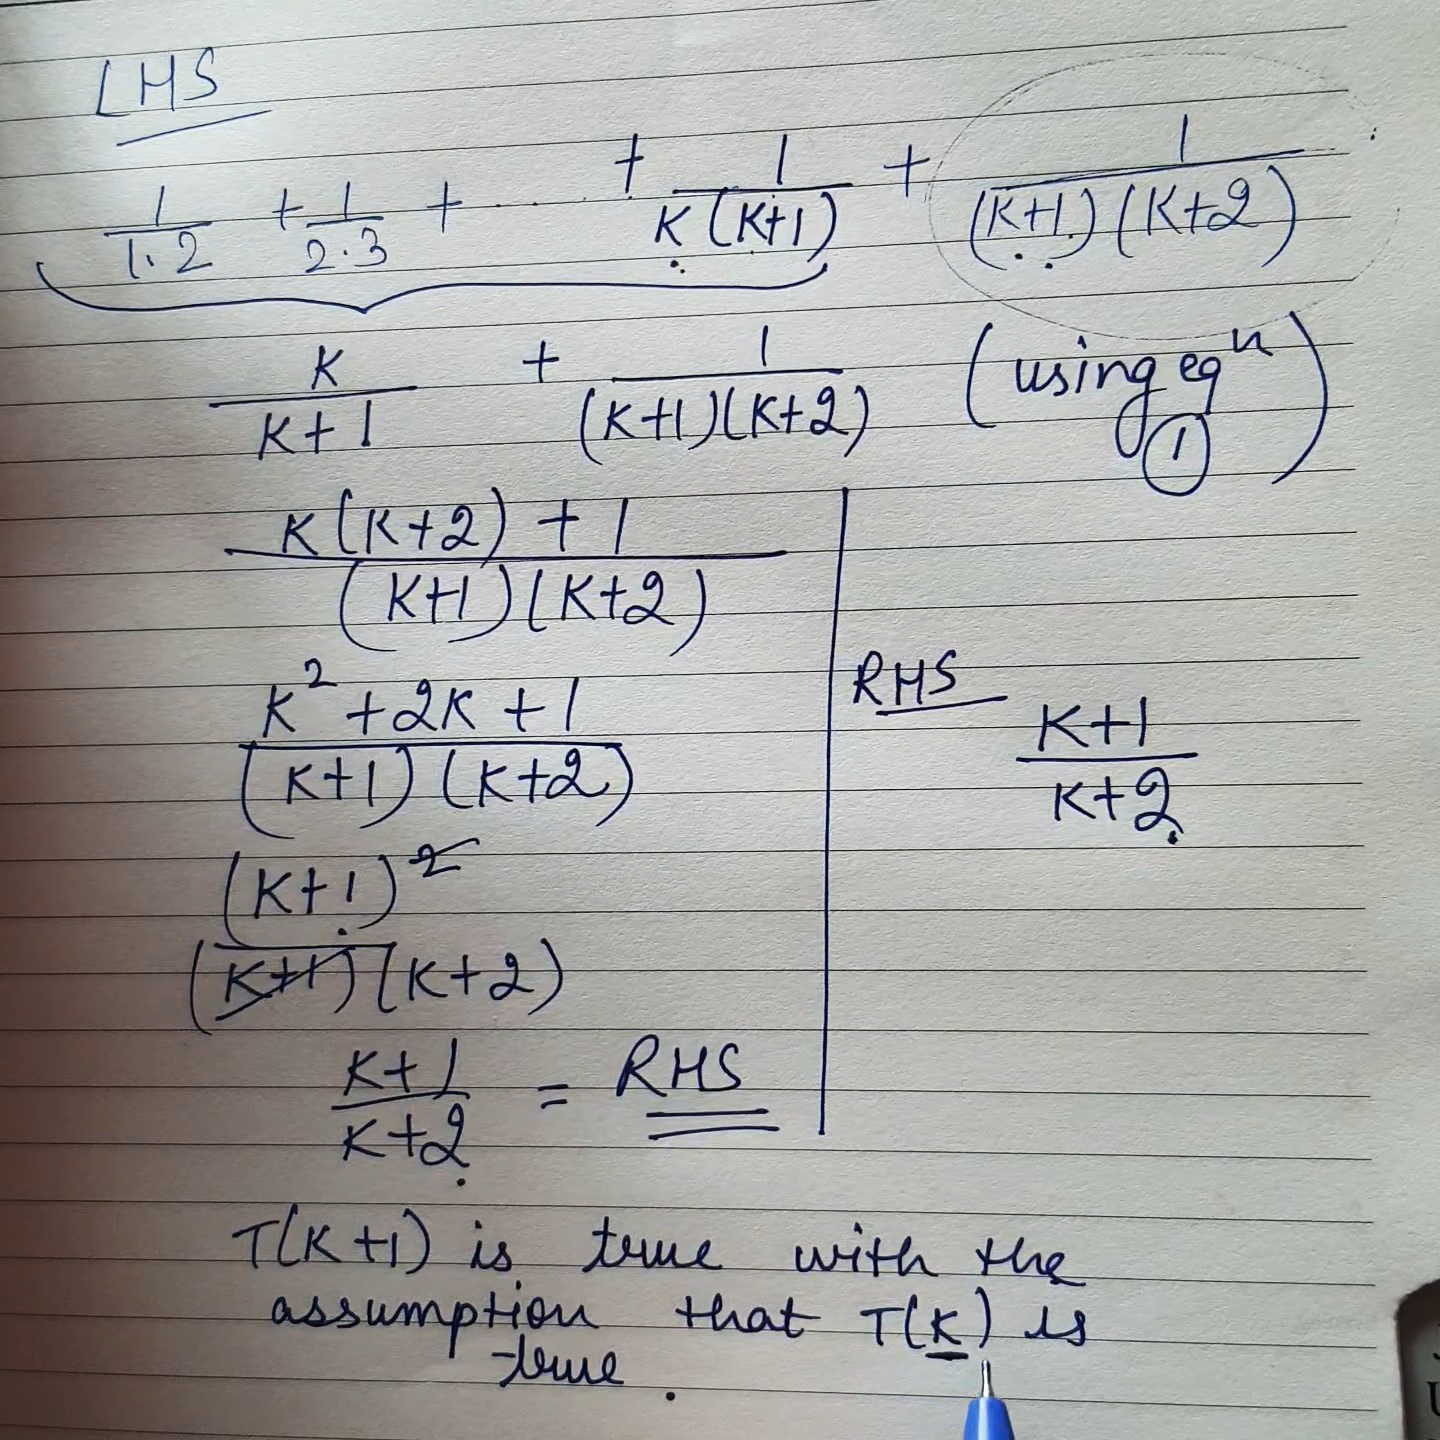 LHS
1/1.2 + 1/2.3 + ...... + 1/K(K+1) + 1/(K+1)(K+2)
K/K+1 + 1/(K+1)(K+2) (using eqⁿ ①)
K(K+2) + 1/(K+1)(K+2)
K² + 2K + 1/(K+1)(K+2)
(K+1)²/(K+1)(K+2)
K+1/K+2 = RHS
RHS
K+1/K+2
T(K+1) is true with the
assumption that T(K) is
true.